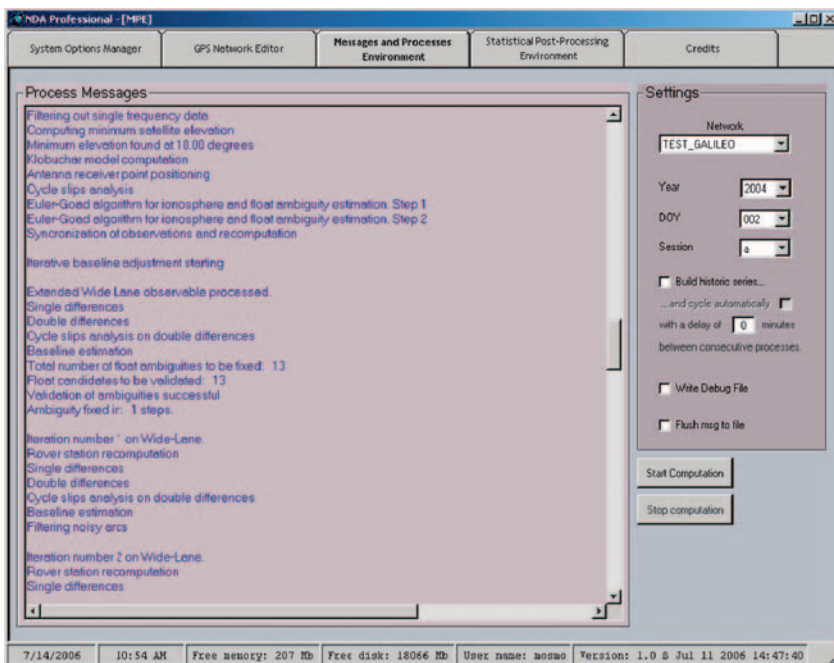 NDA Professional - [MPE]
System Options Manager
GPS Network Editor
Messages and Processes
Environment
Statistical Post-Processing
Environment
Credits
Process Messages
Filtering out single frequency data
Computing minimum satellite elevation
Minimum elevation found at 10.00 degrees
Klobuchar model computation
Antenna receiver point positioning
Cycle slips analysis
Euler-Goad algorithm for ionosphere and float ambiguity estimation. Step 1
Euler-Goad algorithm for ionosphere and float ambiguity estimation. Step 2
Syncronization of observations and recomputation
Iterative baseline adjustment starting
Extended Wide Lane observable processed.
Single differences
Double differences
Cycle slips analysis on double differences
Baseline estimation
Total number of float ambiguities to be fixed: 13
Float candidates to be validated: 13
Validation of ambiguities successful
Ambiguity fixed in: 1 steps.
Iteration number 1 on Wide-Lane.
Rover station recomputation
Single differences
Double differences
Cycle slips analysis on double differences
Baseline estimation
Filtering noisy arcs
Iteration number 2 on Wide-Lane.
Rover station recomputation
Single differences
Settings
Network
TEST_GALILEO
Year 2004
DOY 002
Session a
Build historic series...
...and cycle automatically
with a delay of 0 minutes
between consecutive processes.
Write Debug File
Flush msg to file
Start Computation
Stop computation
7/14/2006 10:54 AM Free memory: 207 Mb Free disk: 18066 Mb User name: mosmo Version: 1.0 B Jul 11 2006 14:47:40